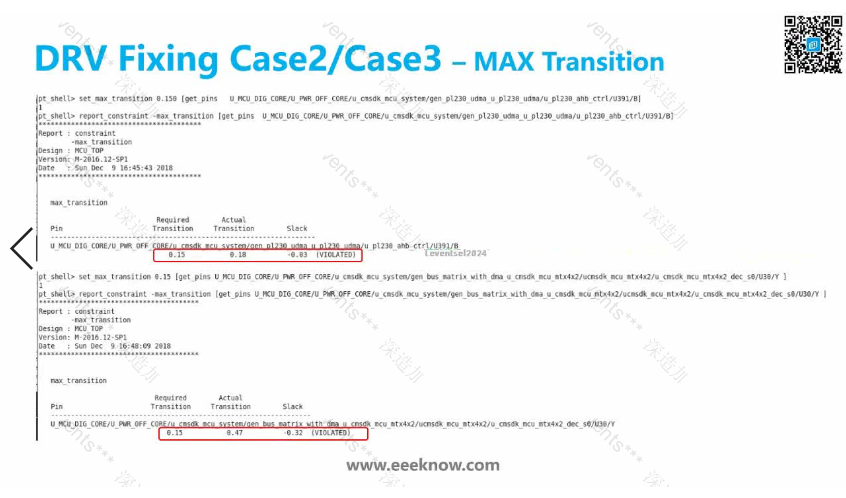 DRV Fixing Case2/Case3 – MAX Transition
pt_shell> set_max_transition 0.150 [get_pins U_MCU_DIG_CORE/U_PWR_OFF_CORE/u_cmsdk_mcu_system/gen_pl230_udma_u_pl230_udma/u_pl230_ahb_ctrl/U391/B]
1
pt_shell> report_constraint -max_transition [get_pins U_MCU_DIG_CORE/U_PWR_OFF_CORE/u_cmsdk_mcu_system/gen_pl230_udma_u_pl230_udma/u_pl230_ahb_ctrl/U391/B]
****************************************
Report : constraint
-max_transition
Design : MCU_TOP
Version: M-2016.12-SP1
Date : Sun Dec 9 16:45:43 2018
****************************************
max_transition
Required Actual
Pin Transition Transition Slack
U_MCU_DIG_CORE/U_PWR_OFF_CORE/u_cmsdk_mcu_system/gen_pl230_udma_u_pl230_udma/u_pl230_ahb_ctrl/U391/B
0.15 0.18 -0.03 (VIOLATED)
Leventsel2024
pt_shell> set_max_transition 0.15 [get_pins U_MCU_DIG_CORE/U_PWR_OFF_CORE/u_cmsdk_mcu_system/gen_bus_matrix_with_dma_u_cmsdk_mcu_mtx4x2/ucmsdk_mcu_mtx4x2/u_cmsdk_mcu_mtx4x2_dec_s0/U30/Y ]
1
pt_shell> report_constraint -max_transition [get_pins U_MCU_DIG_CORE/U_PWR_OFF_CORE/u_cmsdk_mcu_system/gen_bus_matrix_with_dma_u_cmsdk_mcu_mtx4x2/ucmsdk_mcu_mtx4x2/u_cmsdk_mcu_mtx4x2_dec_s0/U30/Y ]
****************************************
Report : constraint
-max_transition
Design : MCU_TOP
Version: M-2016.12-SP1
Date : Sun Dec 9 16:48:09 2018
****************************************
max_transition
Required Actual
Pin Transition Transition Slack
U_MCU_DIG_CORE/U_PWR_OFF_CORE/u_cmsdk_mcu_system/gen_bus_matrix_with_dma_u_cmsdk_mcu_mtx4x2/ucmsdk_mcu_mtx4x2/u_cmsdk_mcu_mtx4x2_dec_s0/U30/Y
0.15 0.47 -0.32 (VIOLATED)
www.eeeknow.com